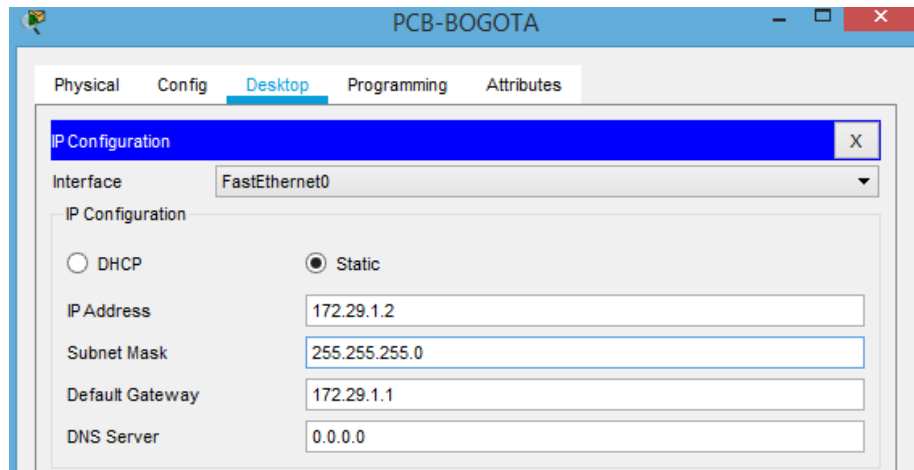 PCB-BOGOTA
Physical Config Desktop Programming Attributes
IP Configuration X
Interface FastEthernet0
IP Configuration
DHCP Static
IP Address 172.29.1.2
Subnet Mask 255.255.255.0
Default Gateway 172.29.1.1
DNS Server 0.0.0.0